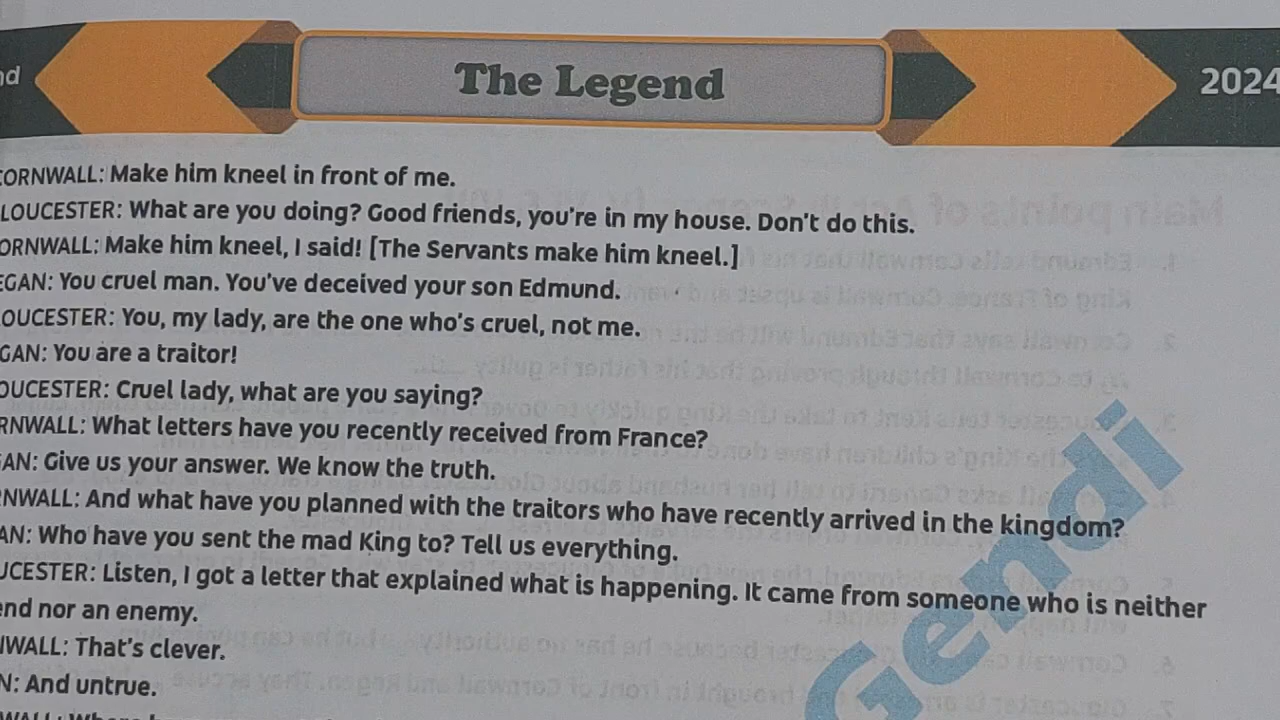 nd
The Legend
2024
CORNWALL: Make him kneel in front of me.
LOUCESTER: What are you doing? Good friends, you're in my house. Don't do this.
ORNWALL: Make him kneel, I said! [The Servants make him kneel.]
EGAN: You cruel man. You've deceived your son Edmund.
OUCESTER: You, my lady, are the one who's cruel, not me.
GAN: You are a traitor!
OUCESTER: Cruel lady, what are you saying?
RNWALL: What letters have you recently received from France?
AN: Give us your answer. We know the truth.
NWALL: And what have you planned with the traitors who have recently arrived in the kingdom?
AN: Who have you sent the mad King to? Tell us everything.
UCESTER: Listen, I got a letter that explained what is happening. It came from someone who is neither
end nor an enemy.
WALL: That's clever.
N: And untrue.
Gendi